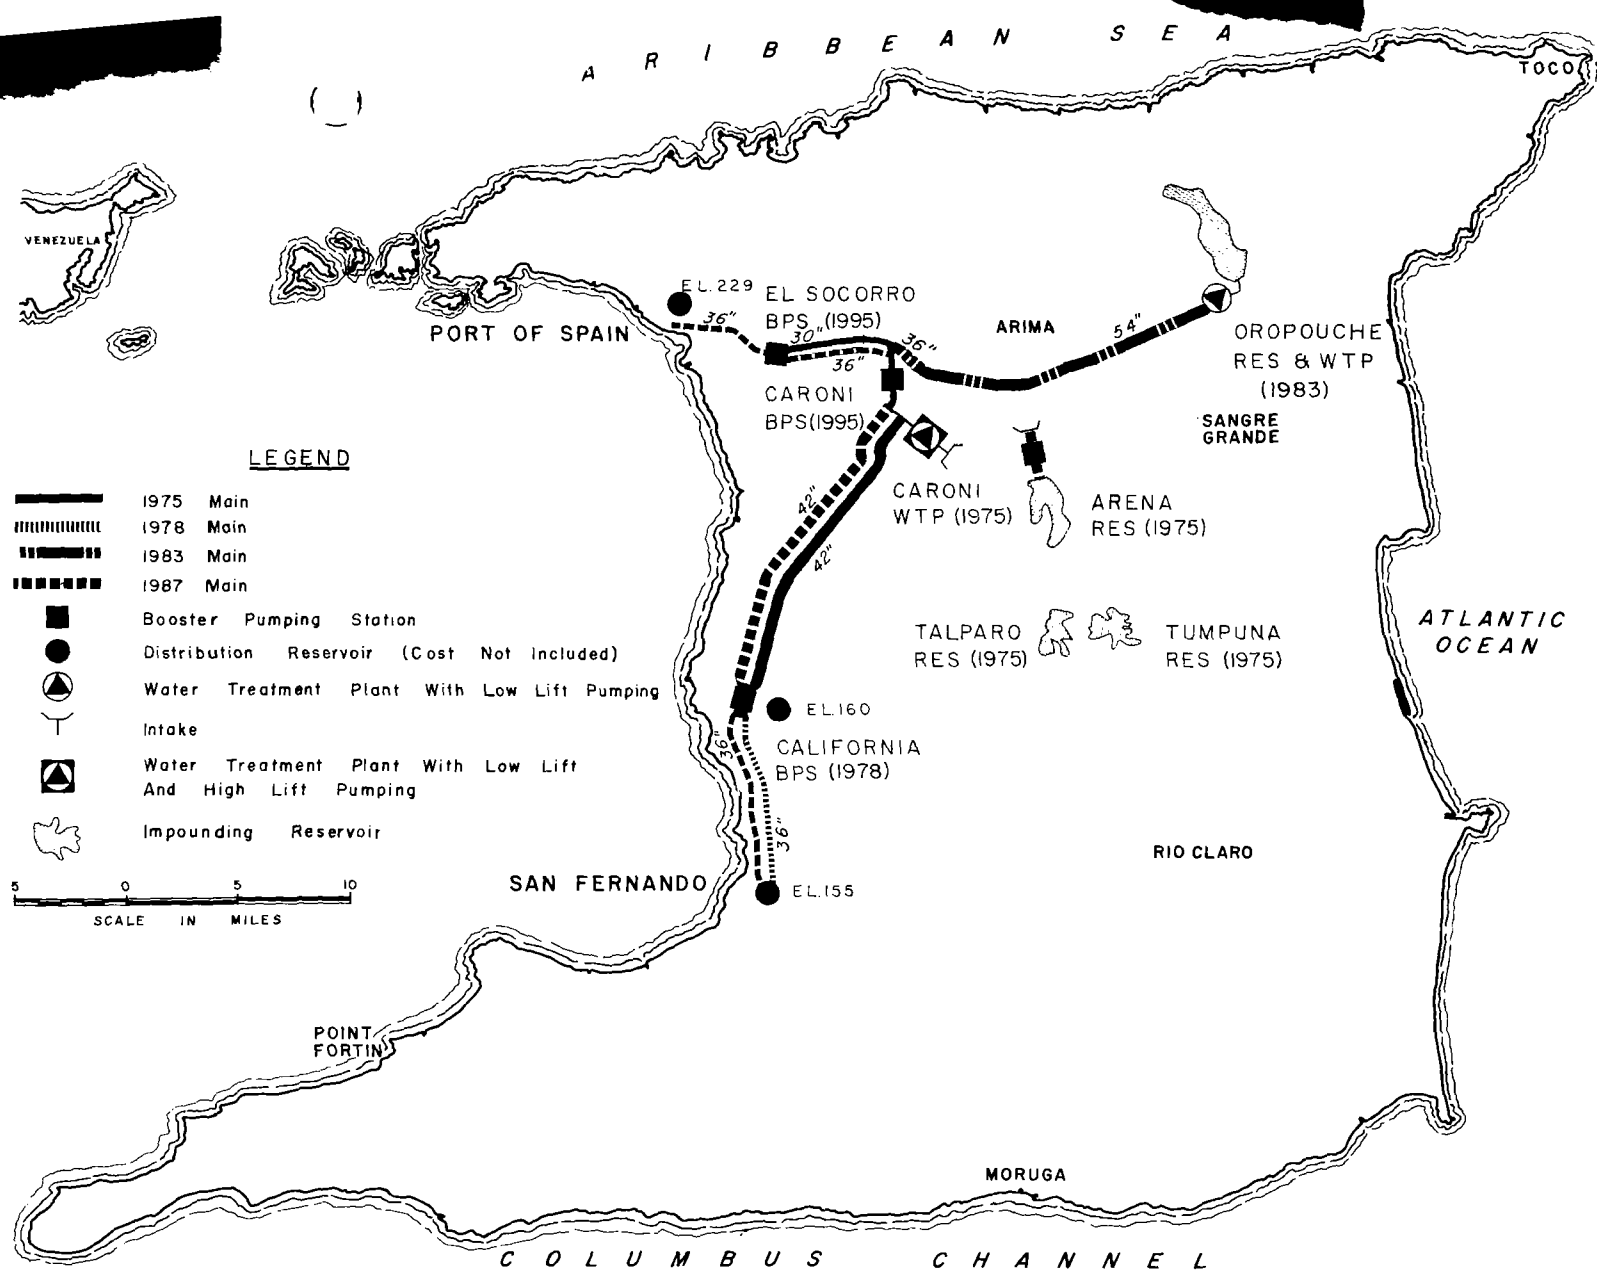 ARIBBEAN SEA
TOCO
VENEZUELA
EL.229
EL SOCORRO
BPS (1995)
36"
30"
36"
36"
PORT OF SPAIN
ARIMA
54"
OROPOUCHE
RES & WTP
(1983)
CARONI
BPS(1995)
SANGRE
GRANDE
LEGEND
1975 Main
1978 Main
1983 Main
1987 Main
Booster Pumping Station
Distribution Reservoir (Cost Not Included)
Water Treatment Plant With Low Lift Pumping
Intake
Water Treatment Plant With Low Lift
And High Lift Pumping
Impounding Reservoir
5 0 5 10
SCALE IN MILES
CARONI
WTP (1975)
ARENA
RES (1975)
42"
42"
TALPARO
RES (1975)
TUMPUNA
RES (1975)
ATLANTIC
OCEAN
EL.160
36"
CALIFORNIA
BPS (1978)
36"
RIO CLARO
SAN FERNANDO
EL.155
POINT
FORTIN
MORUGA
COLUMBUS CHANNEL